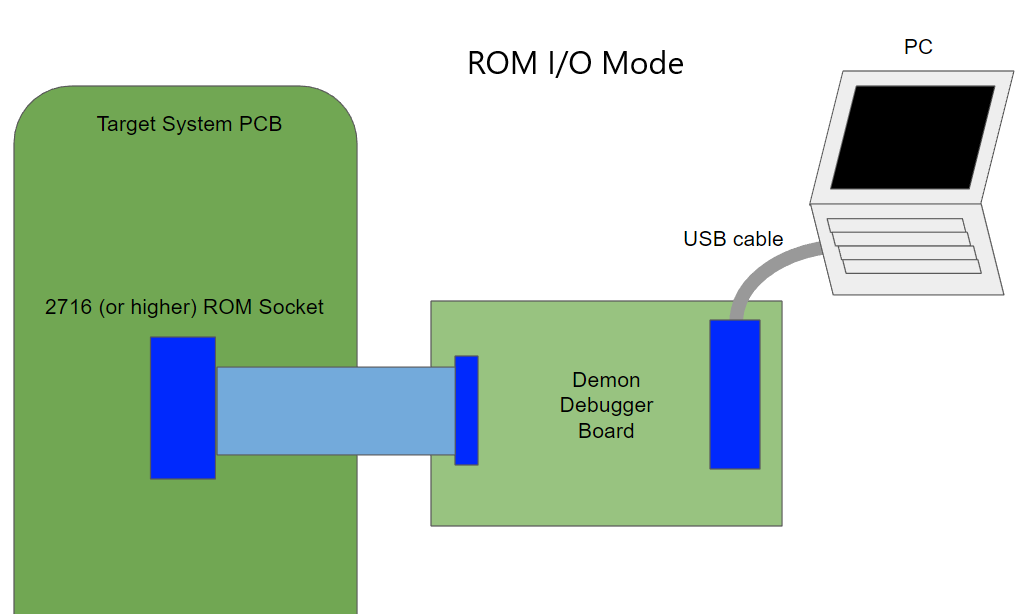 ROM I/O Mode
PC
Target System PCB
USB cable
2716 (or higher) ROM Socket
Demon
Debugger
Board